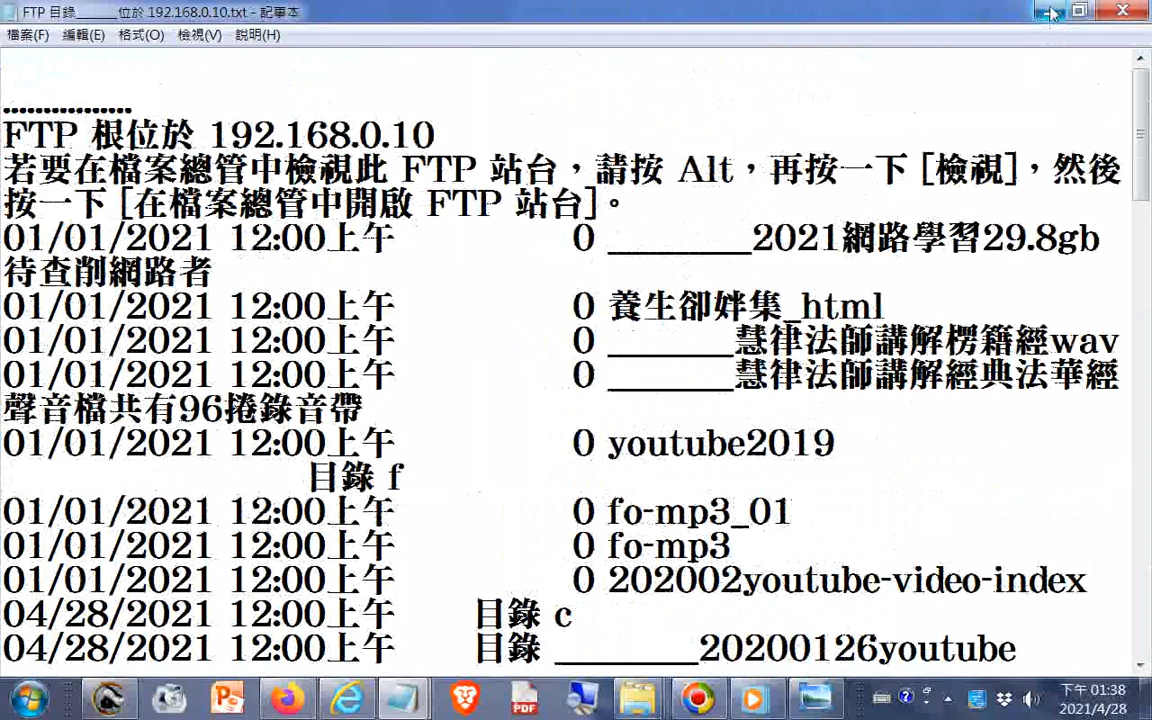 FTP 目錄______位於 192.168.0.10.txt - 記事本
檔案(F) 編輯(E) 格式(O) 檢視(V) 說明(H)
...............
FTP 根位於 192.168.0.10
若要在檔案總管中檢視此 FTP 站台，請按 Alt，再按一下 [檢視]，然後
按一下 [在檔案總管中開啟 FTP 站台]。
01/01/2021 12:00上午 0 ________2021網路學習29.8gb
待查削網路者
01/01/2021 12:00上午 0 養生卻姅集_html
01/01/2021 12:00上午 0 _______慧律法師講解楞籍經wav
01/01/2021 12:00上午 0 _______慧律法師講解經典法華經
聲音檔共有96捲錄音帶
01/01/2021 12:00上午 0 youtube2019
目錄 f
01/01/2021 12:00上午 0 fo-mp3_01
01/01/2021 12:00上午 0 fo-mp3
01/01/2021 12:00上午 0 202002youtube-video-index
04/28/2021 12:00上午 目錄 c
04/28/2021 12:00上午 目錄 ________20200126youtube
PDF
下午 01:38
2021/4/28